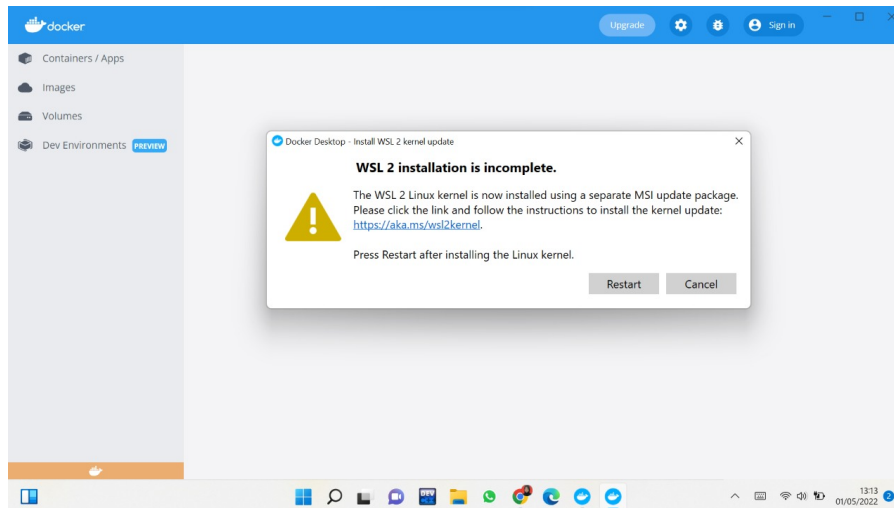 docker
Upgrade
Sign in
Containers / Apps
Images
Volumes
Dev Environments PREVIEW
Docker Desktop - Install WSL 2 kernel update
WSL 2 installation is incomplete.
The WSL 2 Linux kernel is now installed using a separate MSI update package.
Please click the link and follow the instructions to install the kernel update:
https://aka.ms/wsl2kernel.
Press Restart after installing the Linux kernel.
Restart
Cancel
DEV
13:13
01/05/2022
2